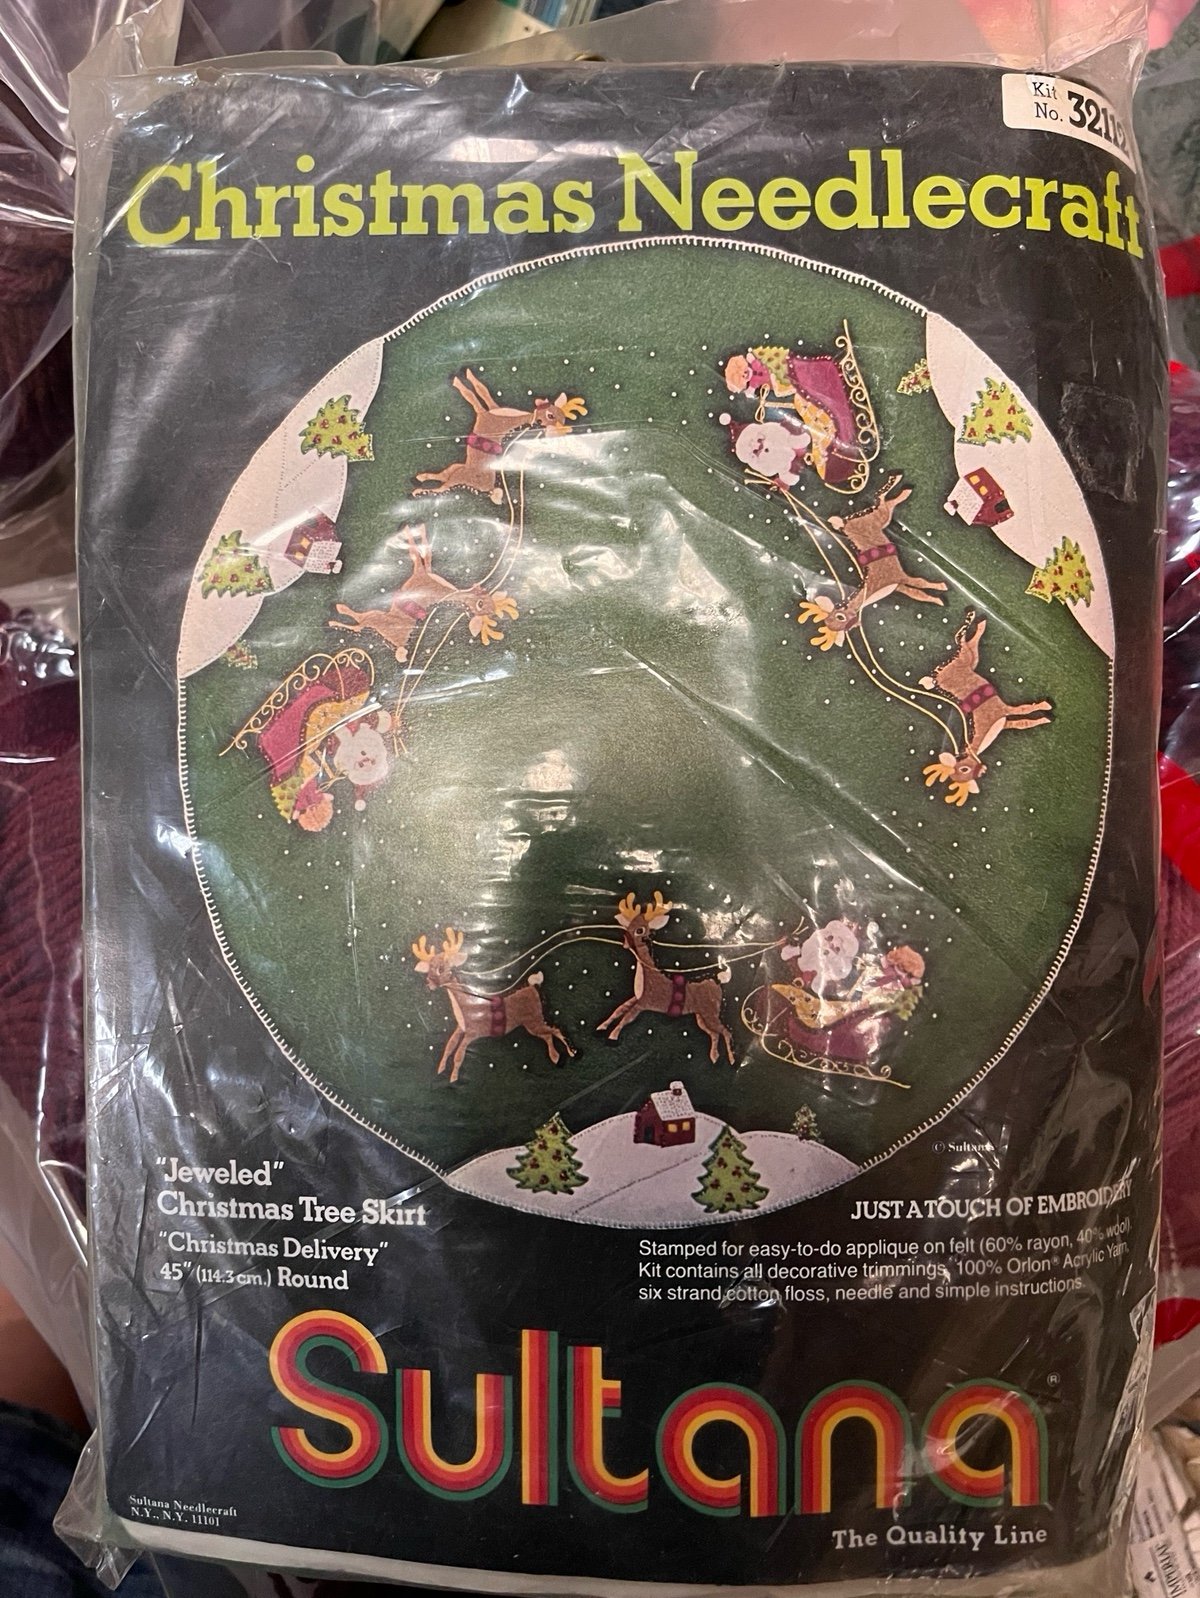 Kit
No. 32112
Christmas Needlecraft
© Sultana
"Jeweled"
Christmas Tree Skirt
"Christmas Delivery"
45" (114.3 cm.) Round
JUST A TOUCH OF EMBROIDERY
Stamped for easy-to-do applique on felt (60% rayon, 40% wool).
Kit contains all decorative trimmings, 100% Orlon® Acrylic Yarn,
six strand cotton floss, needle and simple instructions.
Sultana®
Sultana Needlecraft
N.Y., N.Y. 11101
The Quality Line
IMPERIAL